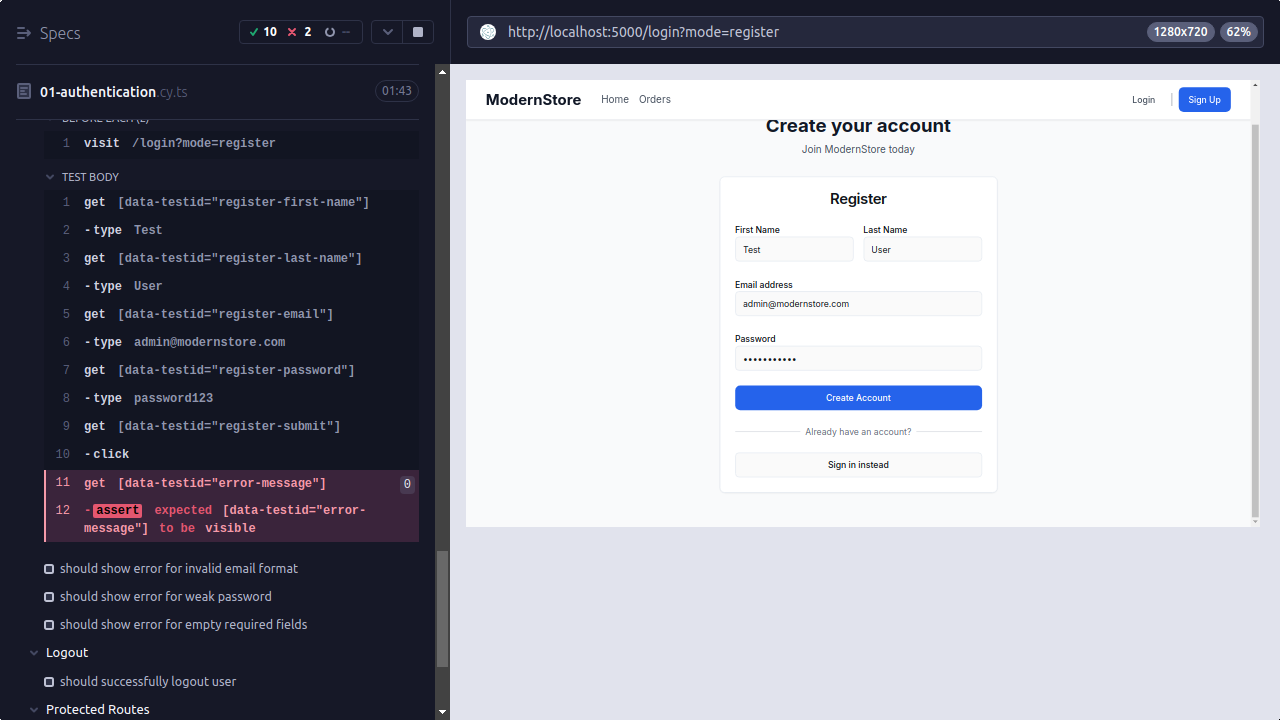 Specs
10 2 --
01-authentication.cy.ts 01:43
BEFORE EACH (2)
1 visit /login?mode=register
TEST BODY
1 get [data-testid="register-first-name"]
2 -type Test
3 get [data-testid="register-last-name"]
4 -type User
5 get [data-testid="register-email"]
6 -type admin@modernstore.com
7 get [data-testid="register-password"]
8 -type password123
9 get [data-testid="register-submit"]
10 -click
11 get [data-testid="error-message"] 0
12 -assert expected [data-testid="error-
message"] to be visible
should show error for invalid email format
should show error for weak password
should show error for empty required fields
Logout
should successfully logout user
Protected Routes
http://localhost:5000/login?mode=register 1280x720 62%
ModernStore Home Orders Login | Sign Up
Create your account
Join ModernStore today
Register
First Name Last Name
Test User
Email address
admin@modernstore.com
Password
•••••••••••
Create Account
Already have an account?
Sign in instead